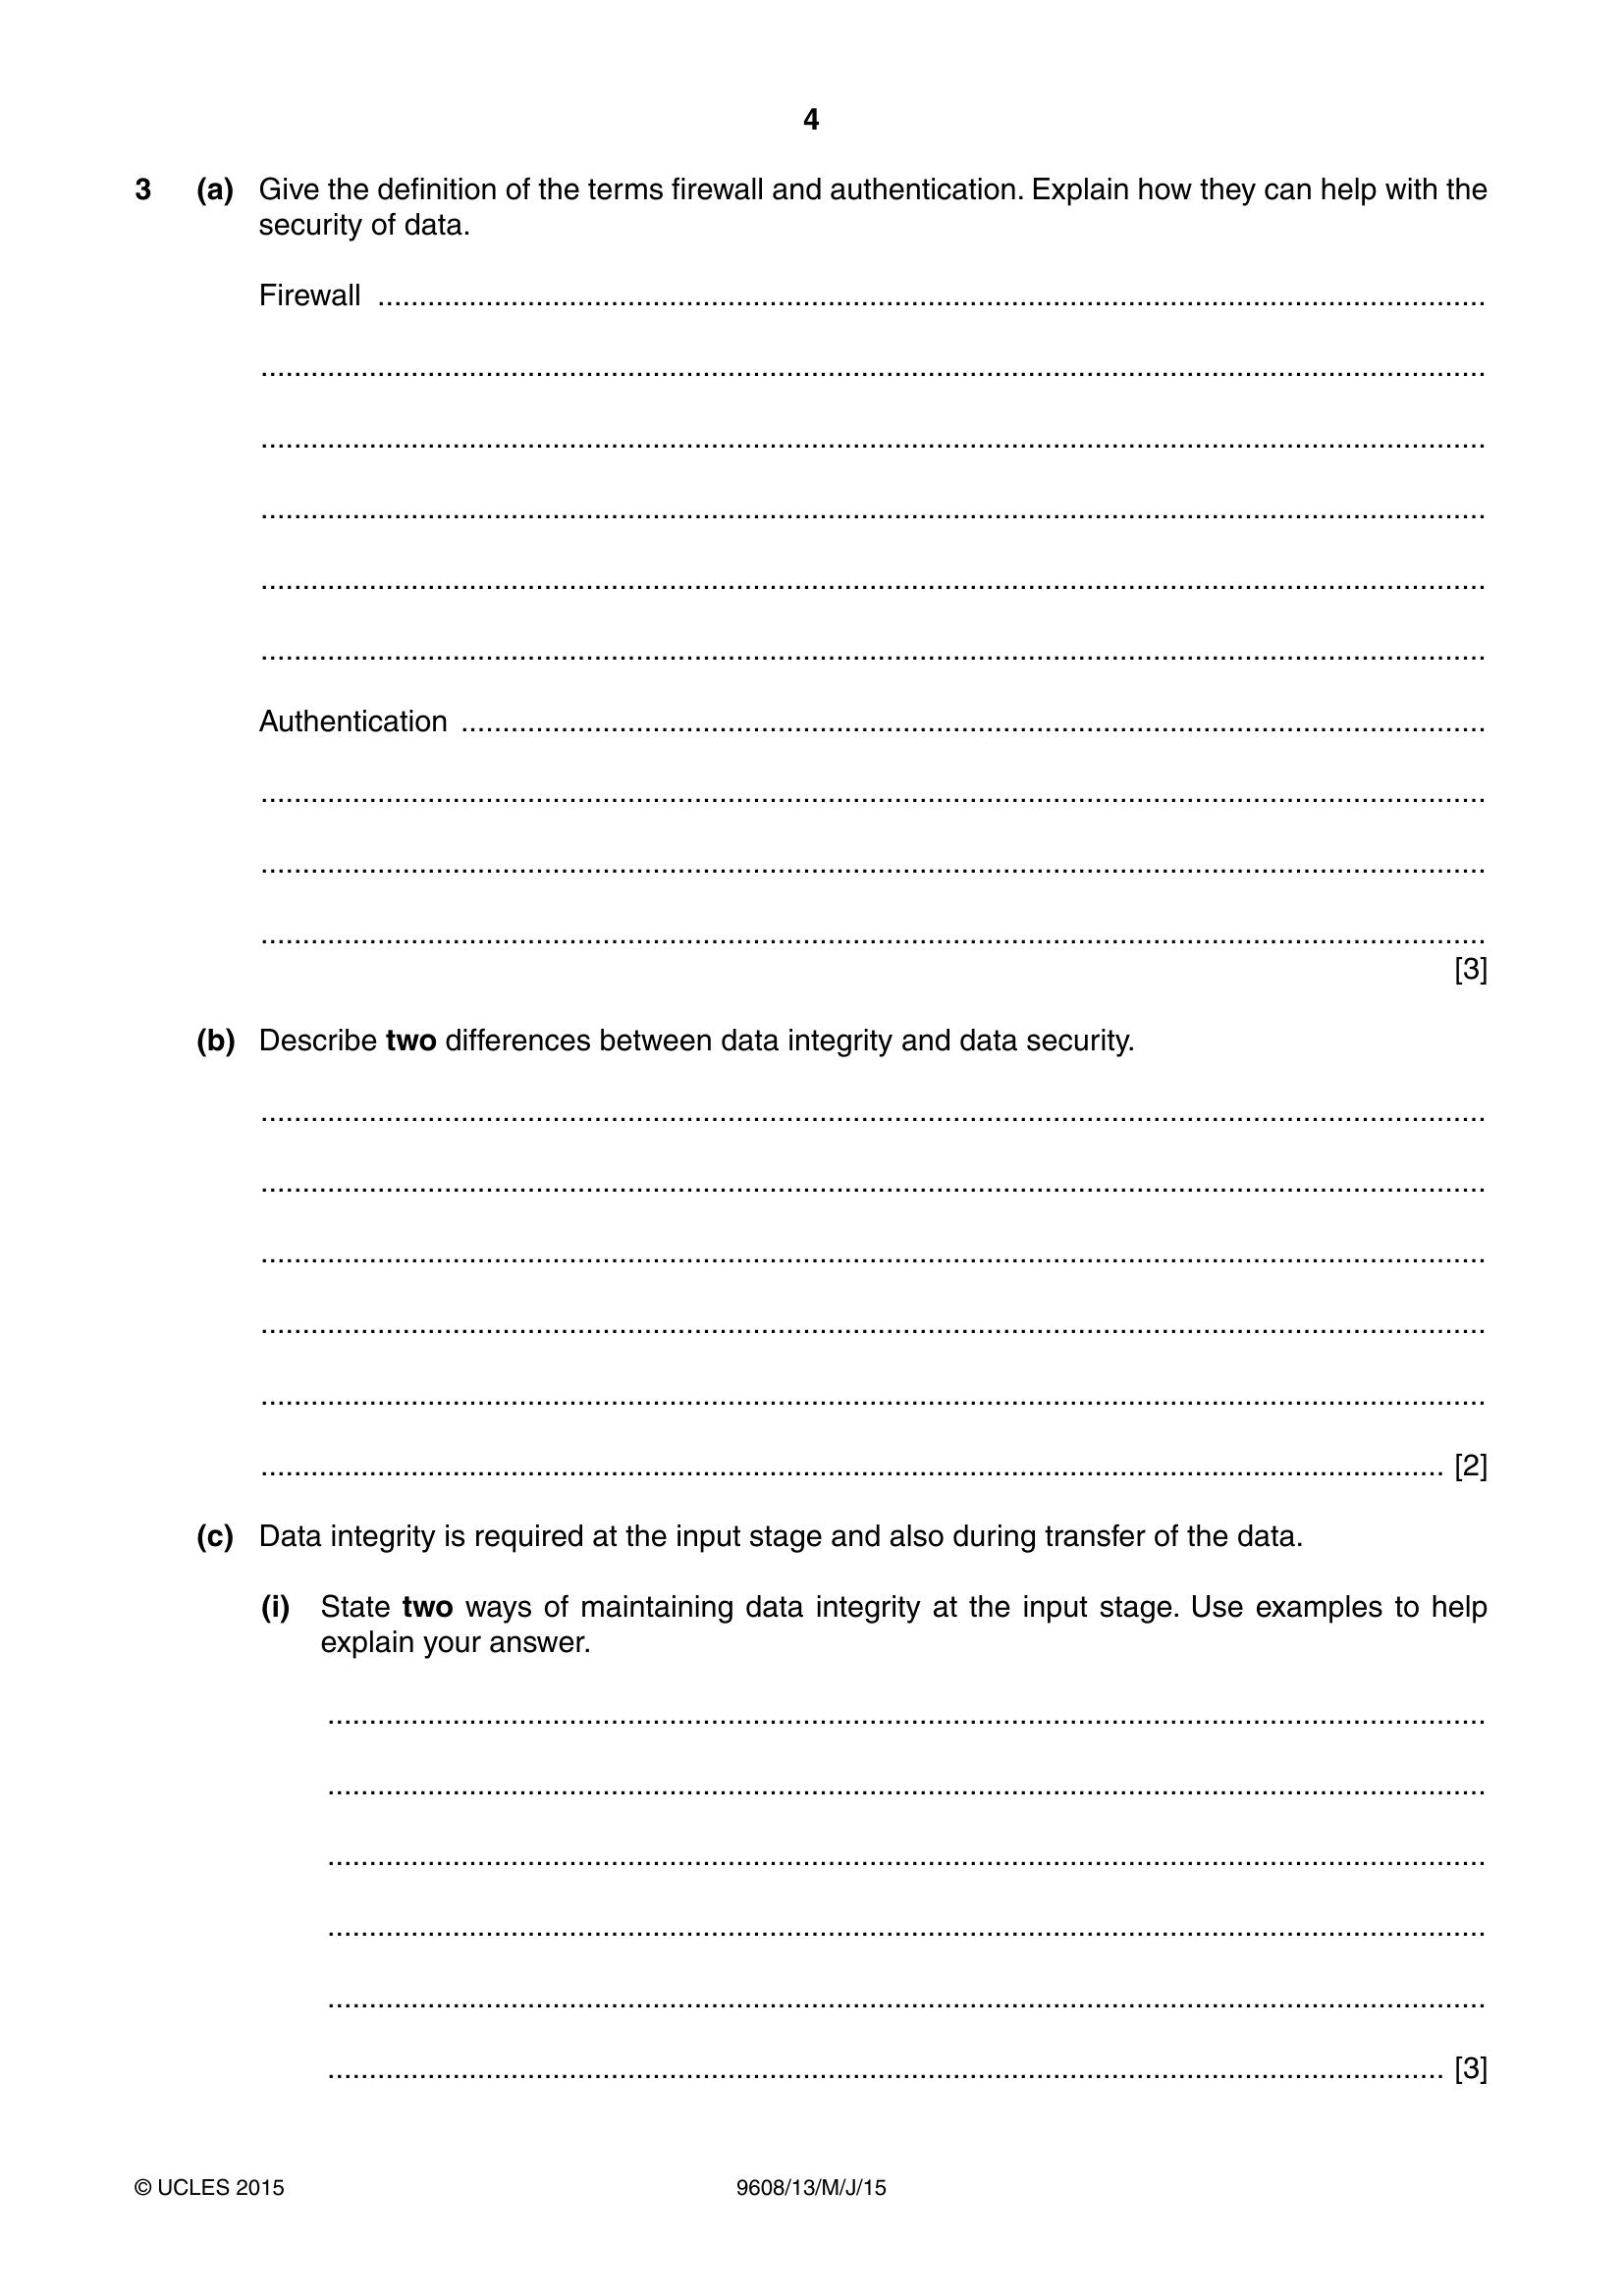 4
3 (a) Give the definition of the terms firewall and authentication. Explain how they can help with the
security of data.
Firewall ..........................................................................................................................................
..........................................................................................................................................
..........................................................................................................................................
..........................................................................................................................................
..........................................................................................................................................
..........................................................................................................................................
Authentication ..........................................................................................................................................
..........................................................................................................................................
..........................................................................................................................................
..........................................................................................................................................
[3]
(b) Describe two differences between data integrity and data security.
..........................................................................................................................................
..........................................................................................................................................
..........................................................................................................................................
..........................................................................................................................................
..........................................................................................................................................
.......................................................................................................................................... [2]
(c) Data integrity is required at the input stage and also during transfer of the data.
(i) State two ways of maintaining data integrity at the input stage. Use examples to help
explain your answer.
..........................................................................................................................................
..........................................................................................................................................
..........................................................................................................................................
..........................................................................................................................................
..........................................................................................................................................
.......................................................................................................................................... [3]
© UCLES 2015 9608/13/M/J/15